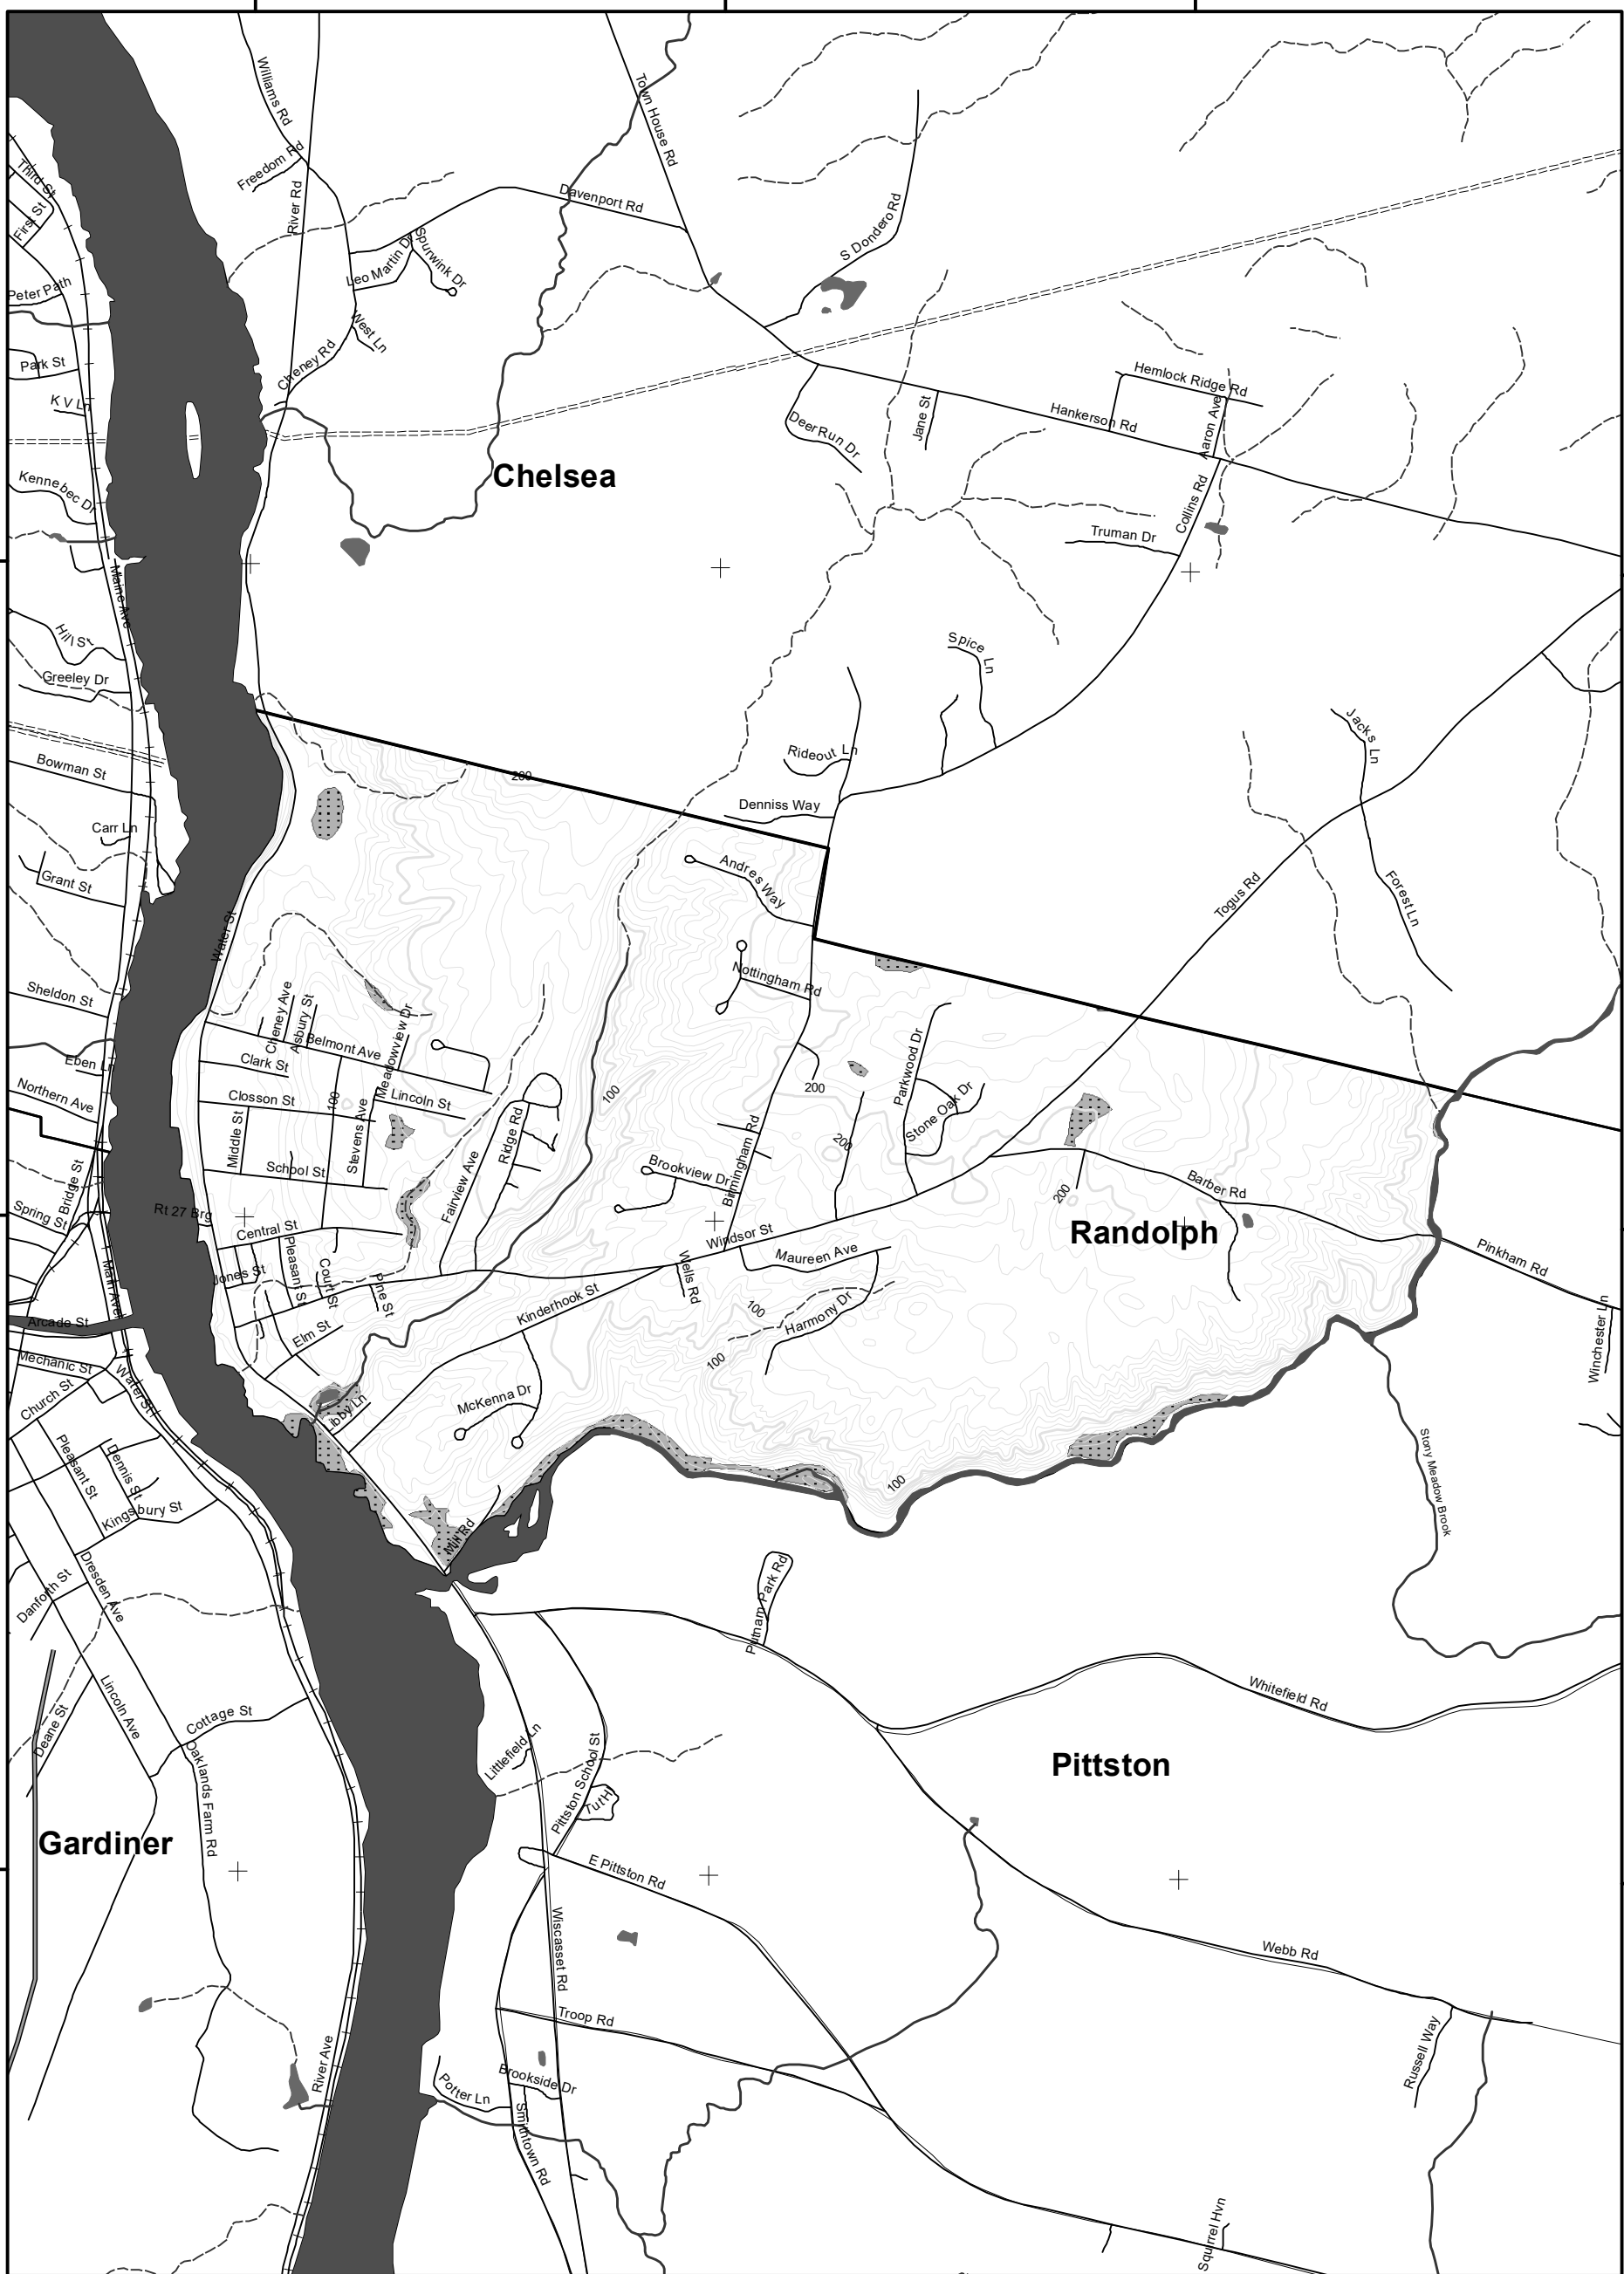 Williams Rd
Town House Rd
Freedom Rd
Third St
First St
River Rd
Davenport Rd
S Dondero Rd
Leo Martin Dr
Spurwink Dr
Peter Path
West Ln
Park St
Cheney Rd
Hemlock Ridge Rd
K V Ln
Jane St
Hankerson Rd
Aaron Ave
Deer Run Dr
Chelsea
Kennebec Dr
Collins Rd
Truman Dr
Maine Ave
Hill St
Spice Ln
Greeley Dr
Jacks Ln
Rideout Ln
Bowman St
200
Denniss Way
Carr Ln
Andres Way
Grant St
Togus Rd
Forest Ln
Water St
Nottingham Rd
Sheldon St
Cheney Ave
Asbury St
Meadowview Dr
Belmont Ave
Parkwood Dr
Eben Ln
Clark St
200
Northern Ave
Closson St
100
Lincoln St
100
Stone Oak Dr
Middle St
Stevens Ave
Ridge Rd
Birmingham Rd
200
School St
Fairview Ave
Brookview Dr
Barber Rd
200
Bridge St
Spring St
Rt 27 Brg
Central St
Windsor St
Randolph
Maureen Ave
Pinkham Rd
Jones St
Pleasant St
Court St
Pine St
Wells Rd
Main Ave
Kinderhook St
100
Harmony Dr
Arcade St
Elm St
Winchester Ln
Mechanic St
100
Water St
Church St
McKenna Dr
Libby Ln
Pleasant St
Dennis St
Stony Meadow Brook
100
Kingsbury St
Mill Rd
Dresden Ave
Danforth St
Putnam Park Rd
Lincoln Ave
Whitefield Rd
Deane St
Cottage St
Littlefield Ln
Pittston School St
Pittston
Oaklands Farm Rd
Tut H
Gardiner
E Pittston Rd
Wiscasset Rd
Webb Rd
Troop Rd
River Ave
Russell Way
Brookside Dr
Potter Ln
Smithtown Rd
Squirrel Hvn